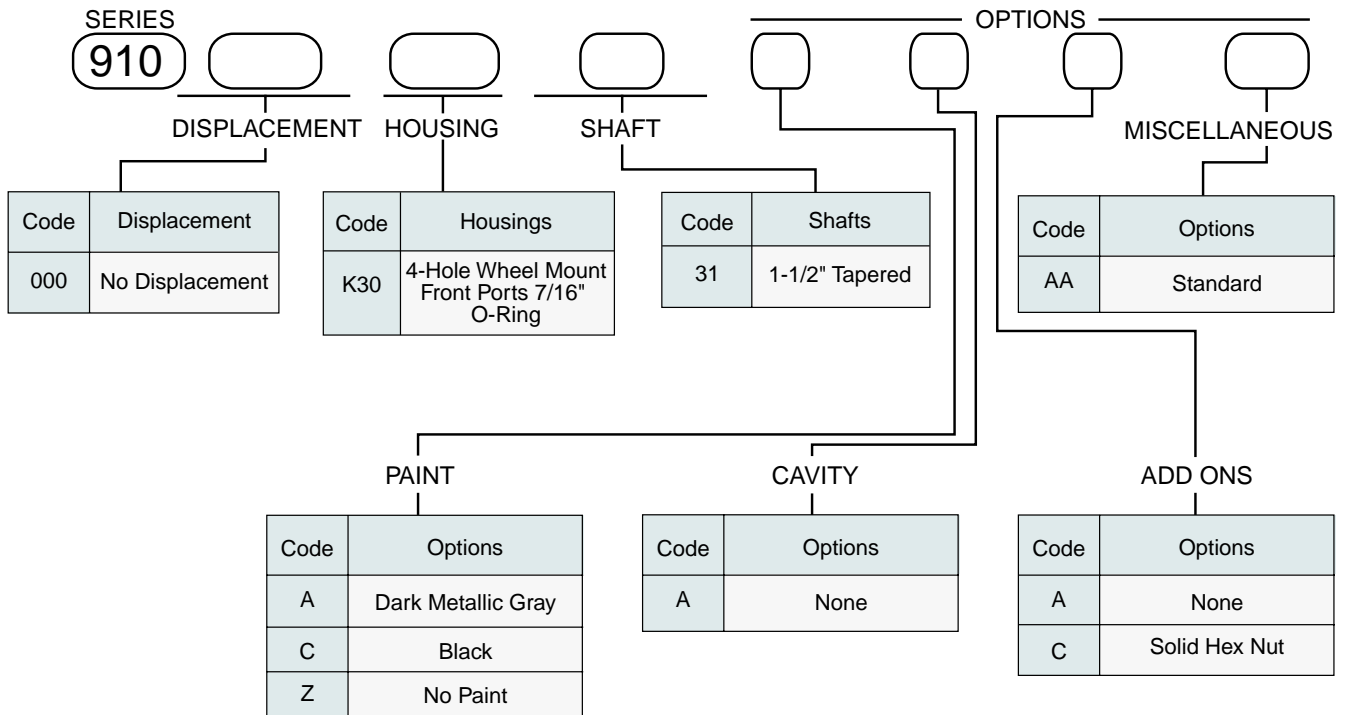 SERIES
OPTIONS
910
DISPLACEMENT
HOUSING
SHAFT
MISCELLANEOUS
Code Displacement
000 No Displacement
Code Housings
K30 4-Hole Wheel Mount
Front Ports 7/16"
O-Ring
Code Shafts
31 1-1/2" Tapered
Code Options
AA Standard
PAINT
Code Options
A Dark Metallic Gray
C Black
Z No Paint
CAVITY
Code Options
A None
ADD ONS
Code Options
A None
C Solid Hex Nut